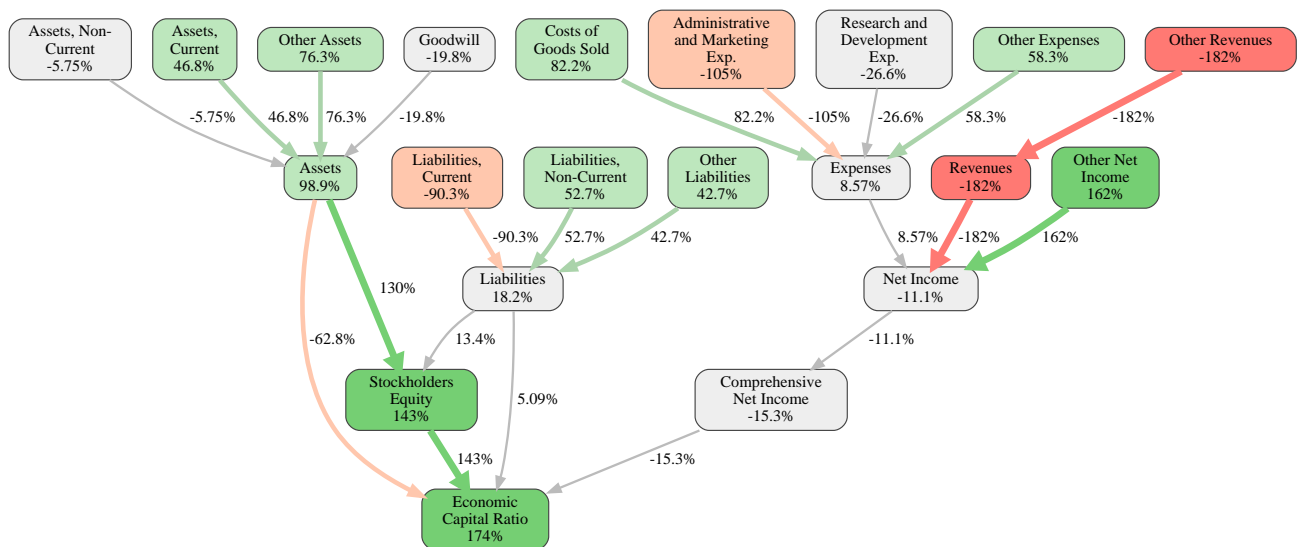 Assets, Non-
Current
-5.75%
Assets,
Current
46.8%
Other Assets
76.3%
Goodwill
-19.8%
Costs of
Goods Sold
82.2%
Administrative
and Marketing
Exp.
-105%
Research and
Development
Exp.
-26.6%
Other Expenses
58.3%
Other Revenues
-182%
-5.75%
46.8%
76.3%
-19.8%
82.2%
-105%
-26.6%
58.3%
-182%
Assets
98.9%
Liabilities,
Current
-90.3%
Liabilities,
Non-Current
52.7%
Other
Liabilities
42.7%
Expenses
8.57%
Revenues
-182%
Other Net
Income
162%
-90.3%
52.7%
42.7%
8.57%
-182%
162%
130%
Liabilities
18.2%
Net Income
-11.1%
-62.8%
13.4%
-11.1%
Stockholders
Equity
143%
5.09%
Comprehensive
Net Income
-15.3%
143%
-15.3%
Economic
Capital Ratio
174%